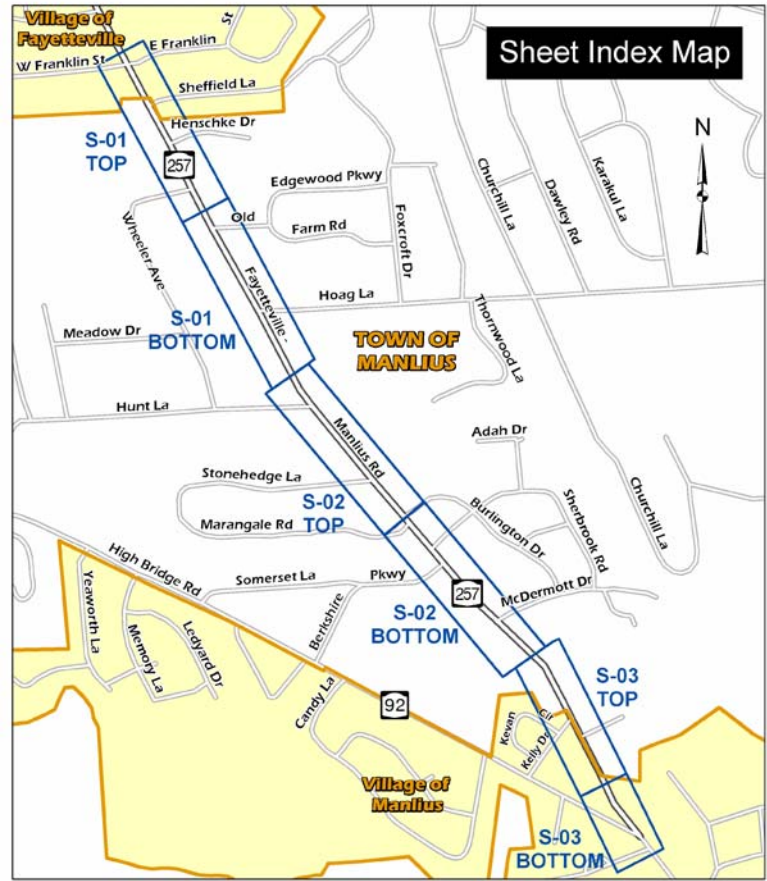 Village of
Fayetteville
St
E Franklin
W Franklin St
Sheet Index Map
Sheffield La
Henschke Dr
S-01
TOP
257
N
Edgewood Pkwy
Old
Farm Rd
Foxcroft Dr
Churchill La
Dawley Rd
Karakul La
Wheeler Ave
Fayetteville -
Hoag La
Meadow Dr
S-01
BOTTOM
TOWN OF
MANLIUS
Thornwood La
Hunt La
Manlius Rd
Adah Dr
Stonehedge La
S-02
TOP
Marangale Rd
Burlington Dr
Sherbrook Rd
Churchill La
High Bridge Rd
Somerset La
Pkwy
Berkshire
257
McDermott Dr
S-02
BOTTOM
Yeaworth La
Memory La
Ledyard Dr
S-03
TOP
Candy La
92
Kevan
Cir
Kelly Dr
Village of
Manlius
S-03
BOTTOM